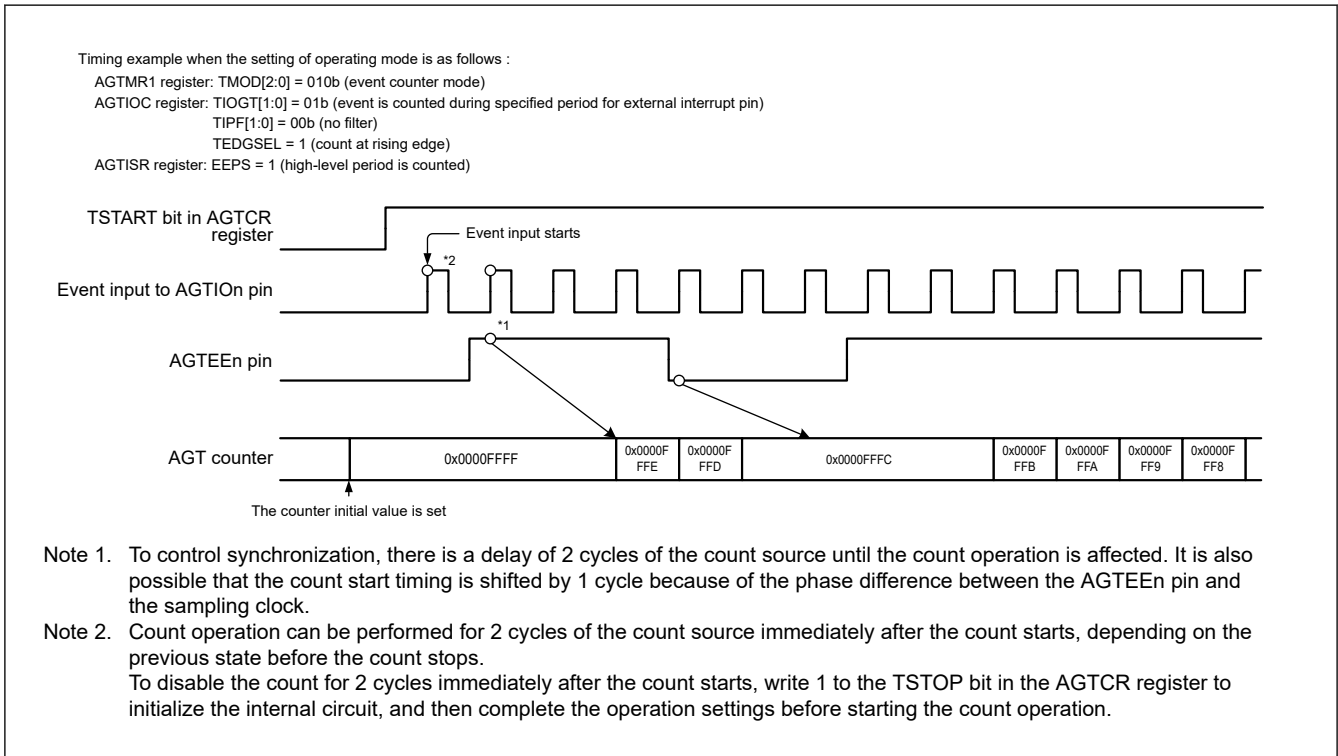 Timing example when the setting of operating mode is as follows :
AGTMR1 register: TMOD[2:0] = 010b (event counter mode)
AGTIOC register: TIOGT[1:0] = 01b (event is counted during specified period for external interrupt pin)
TIPF[1:0] = 00b (no filter)
TEDGSEL = 1 (count at rising edge)
AGTISR register: EEPS = 1 (high-level period is counted)
TSTART bit in AGTCR
register
Event input starts
*2
Event input to AGTIOn pin
*1
AGTEEn pin
AGT counter
0x0000FFFF
0x0000F
FFE
0x0000F
FFD
0x0000FFFC
0x0000F
FFB
0x0000F
FFA
0x0000F
FF9
0x0000F
FF8
The counter initial value is set
Note 1. To control synchronization, there is a delay of 2 cycles of the count source until the count operation is affected. It is also
possible that the count start timing is shifted by 1 cycle because of the phase difference between the AGTEEn pin and
the sampling clock.
Note 2. Count operation can be performed for 2 cycles of the count source immediately after the count starts, depending on the
previous state before the count stops.
To disable the count for 2 cycles immediately after the count starts, write 1 to the TSTOP bit in the AGTCR register to
initialize the internal circuit, and then complete the operation settings before starting the count operation.